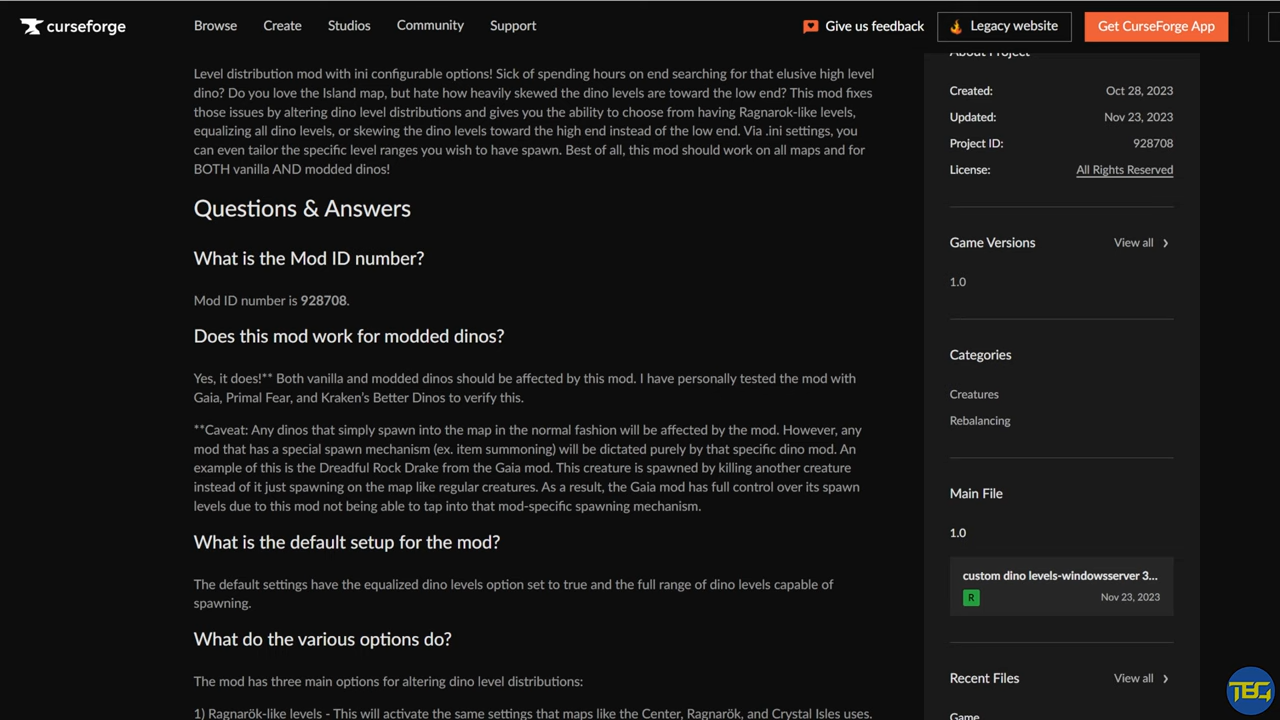 curseforge
Browse
Create
Studios
Community
Support
Give us feedback
Legacy website
Get CurseForge App
Level distribution mod with ini configurable options! Sick of spending hours on end searching for that elusive high level
dino? Do you love the Island map, but hate how heavily skewed the dino levels are toward the low end? This mod fixes
those issues by altering dino level distributions and gives you the ability to choose from having Ragnarok-like levels,
equalizing all dino levels, or skewing the dino levels toward the high end instead of the low end. Via .ini settings, you
can even tailor the specific level ranges you wish to have spawn. Best of all, this mod should work on all maps and for
BOTH vanilla AND modded dinos!
Questions & Answers
What is the Mod ID number?
Mod ID number is 928708.
Does this mod work for modded dinos?
Yes, it does!** Both vanilla and modded dinos should be affected by this mod. I have personally tested the mod with
Gaia, Primal Fear, and Kraken's Better Dinos to verify this.
**Caveat: Any dinos that simply spawn into the map in the normal fashion will be affected by the mod. However, any
mod that has a special spawn mechanism (ex. item summoning) will be dictated purely by that specific dino mod. An
example of this is the Dreadful Rock Drake from the Gaia mod. This creature is spawned by killing another creature
instead of it just spawning on the map like regular creatures. As a result, the Gaia mod has full control over its spawn
levels due to this mod not being able to tap into that mod-specific spawning mechanism.
What is the default setup for the mod?
The default settings have the equalized dino levels option set to true and the full range of dino levels capable of
spawning.
What do the various options do?
The mod has three main options for altering dino level distributions:
1) Ragnarök-like levels - This will activate the same settings that maps like the Center, Ragnarök, and Crystal Isles uses.
About Project
Created: Oct 28, 2023
Updated: Nov 23, 2023
Project ID: 928708
License: All Rights Reserved
Game Versions View all
1.0
Categories
Creatures
Rebalancing
Main File
1.0
custom dino levels-windowsserver 3...
R Nov 23, 2023
Recent Files View all
Game
TBG